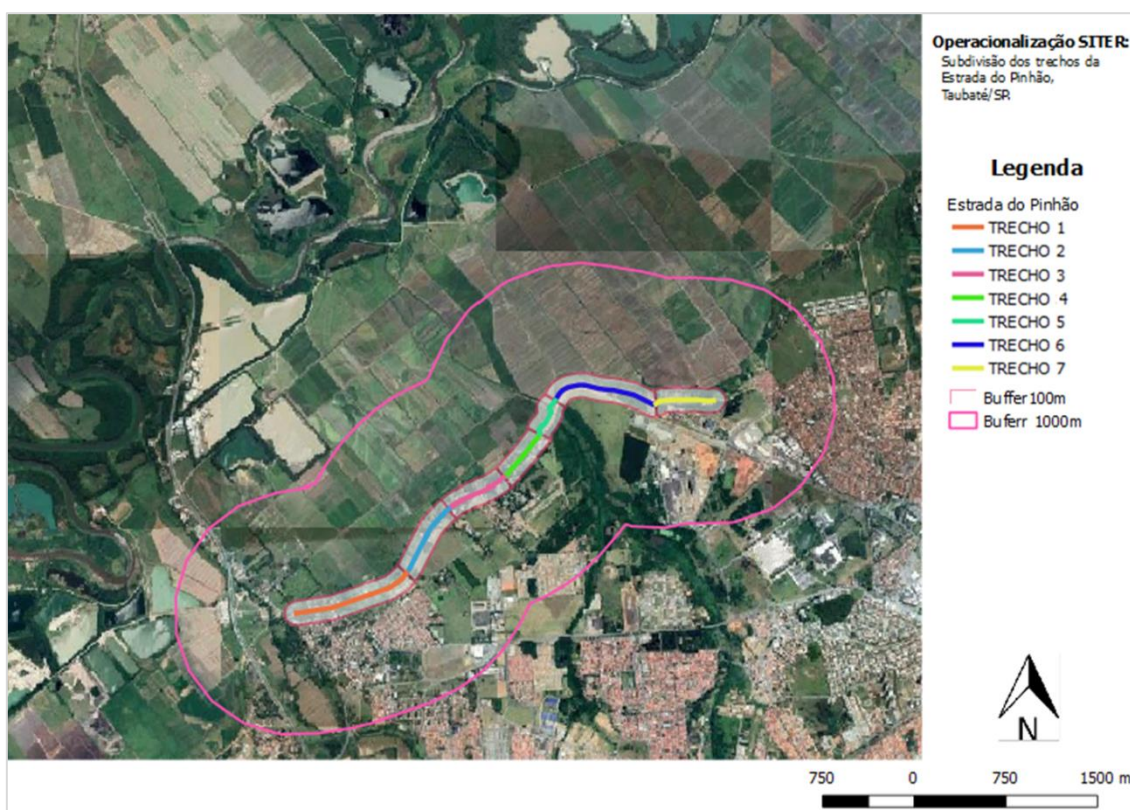 Operacionalização SITER:
Subdivisão dos trechos da
Estrada do Pinhão,
Taubaté/SP.
Legenda
Estrada do Pinhão
TRECHO 1
TRECHO 2
TRECHO 3
TRECHO 4
TRECHO 5
TRECHO 6
TRECHO 7
Buffer100m
Buferr 1000m
N
750 0 750 1500 m